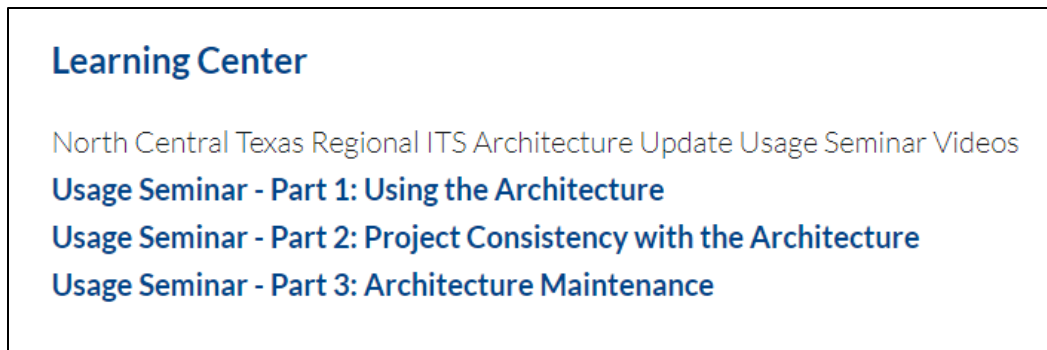 Learning Center
North Central Texas Regional ITS Architecture Update Usage Seminar Videos
Usage Seminar - Part 1: Using the Architecture
Usage Seminar - Part 2: Project Consistency with the Architecture
Usage Seminar - Part 3: Architecture Maintenance